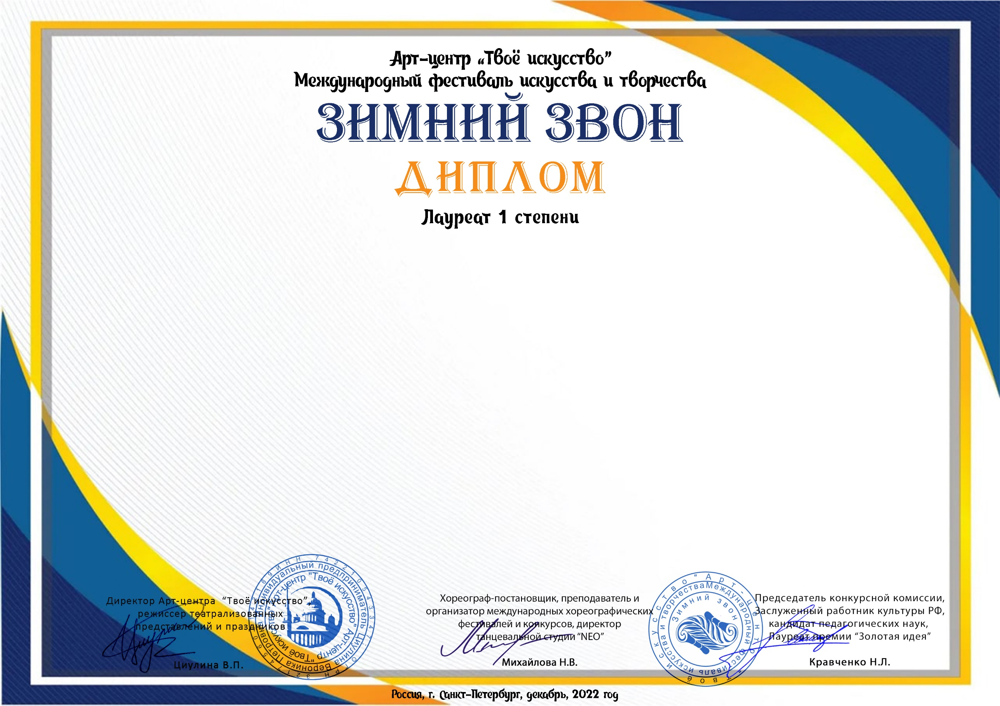 Арт-центр „Твоё искусство”
Международный фестиваль искусства и творчества
ЗИМНИЙ ЗВОН
ДИПЛОМ
Лауреат 1 степени
Директор Арт-центра “Твоё искусство”,
режиссер театрализованных
представлений и праздников
Циулина В.П.
Индивидуальный предприниматель Циулина Вероника Петровна
Арт-центр "Твоё искусство" Арт-центр "Твоё искусство"
Хореограф-постановщик, преподаватель и
организатор международных хореографических
фестивалей и конкурсов, директор
танцевальной студии “NEO”
Михайлова Н.В.
Арт-центр "Твоё искусство"
Международный фестиваль искусства и творчества
Зимний звон
Председатель конкурсной комиссии,
Заслуженный работник культуры РФ,
кандидат педагогических наук,
Лауреат премии “Золотая идея”
Кравченко Н.Л.
Россия, г. Санкт-Петербург, декабрь, 2022 год